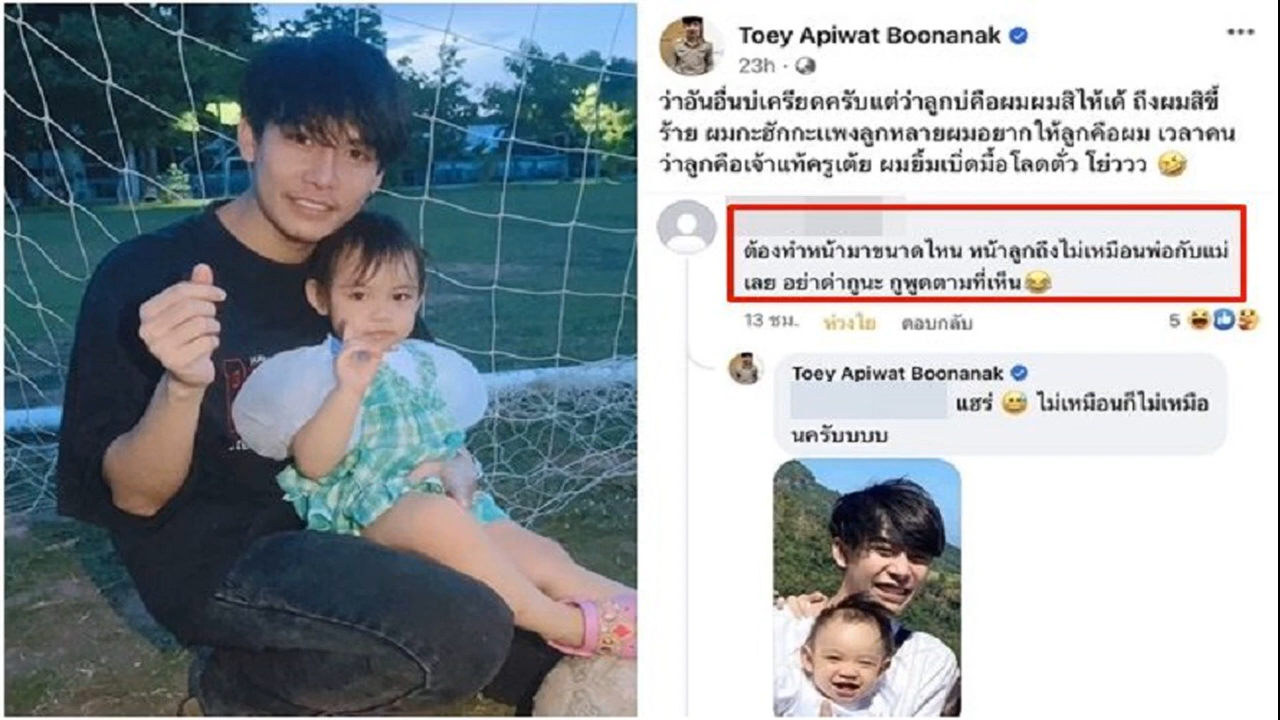 Toey Apiwat Boonanak
23h
ว่าอันอื่นบ่เครียดครับแต่ว่าลูกบ่คือผมผมสิไห้เด้ ถึงผมสิขี้
ร้าย ผมกะฮักกะแพงลูกหลายผมอยากให้ลูกคือผม เวลาคน
ว่าลูกคือเจ้าแท้ครูเต้ย ผมยิ้มเบิ่ดมื้อโลดตั่ว โย่ววว 🤣
ต้องทำหน้ามาขนาดไหน หน้าลูกถึงไม่เหมือนพ่อกับแม่
เลย อย่าด่ากูนะ กูพูดตามที่เห็น😂
13 ชม. ห่วงใย ตอบกลับ 5
Toey Apiwat Boonanak
แฮร่ 😅 ไม่เหมือนก็ไม่เหมือ
นครับบบบ